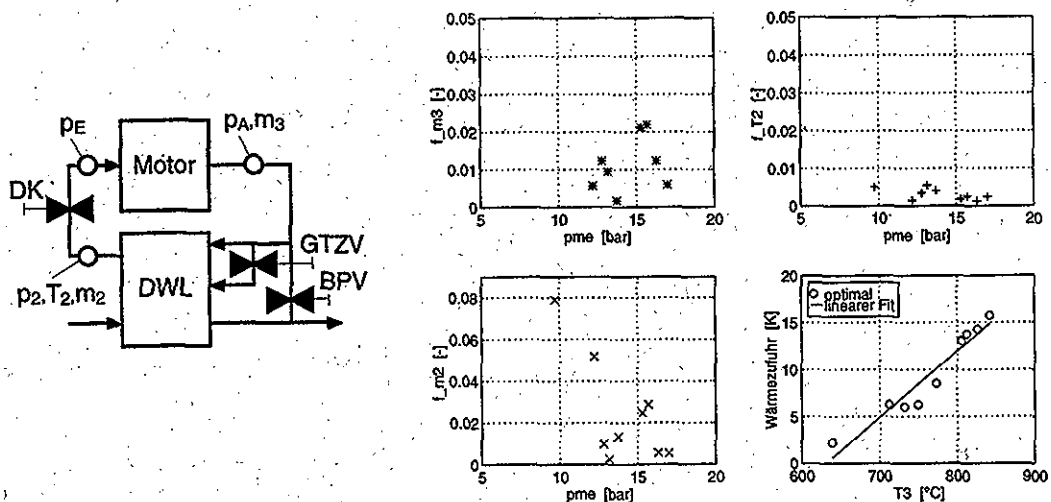 pE
pA,m3
Motor
DK
GTZV
BPV
p2,T2,m2
DWL
0.05
0.04
0.03
0.02
0.01
0
f_m3 [-]
5
10
15
20
pme [bar]
0.05
0.04
0.03
0.02
0.01
0
f_T2 [-]
5
10
15
20
pme [bar]
0.08
0.06
0.04
0.02
0
f_m2 [-]
5
10
15
20
pme [bar]
20
15
10
5
0
Wärmezufuhr [K]
optimal
linearer Fit
600
700
800
900
T3 [°C]